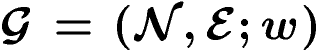 𝓖 = (𝓝, 𝓔; w)